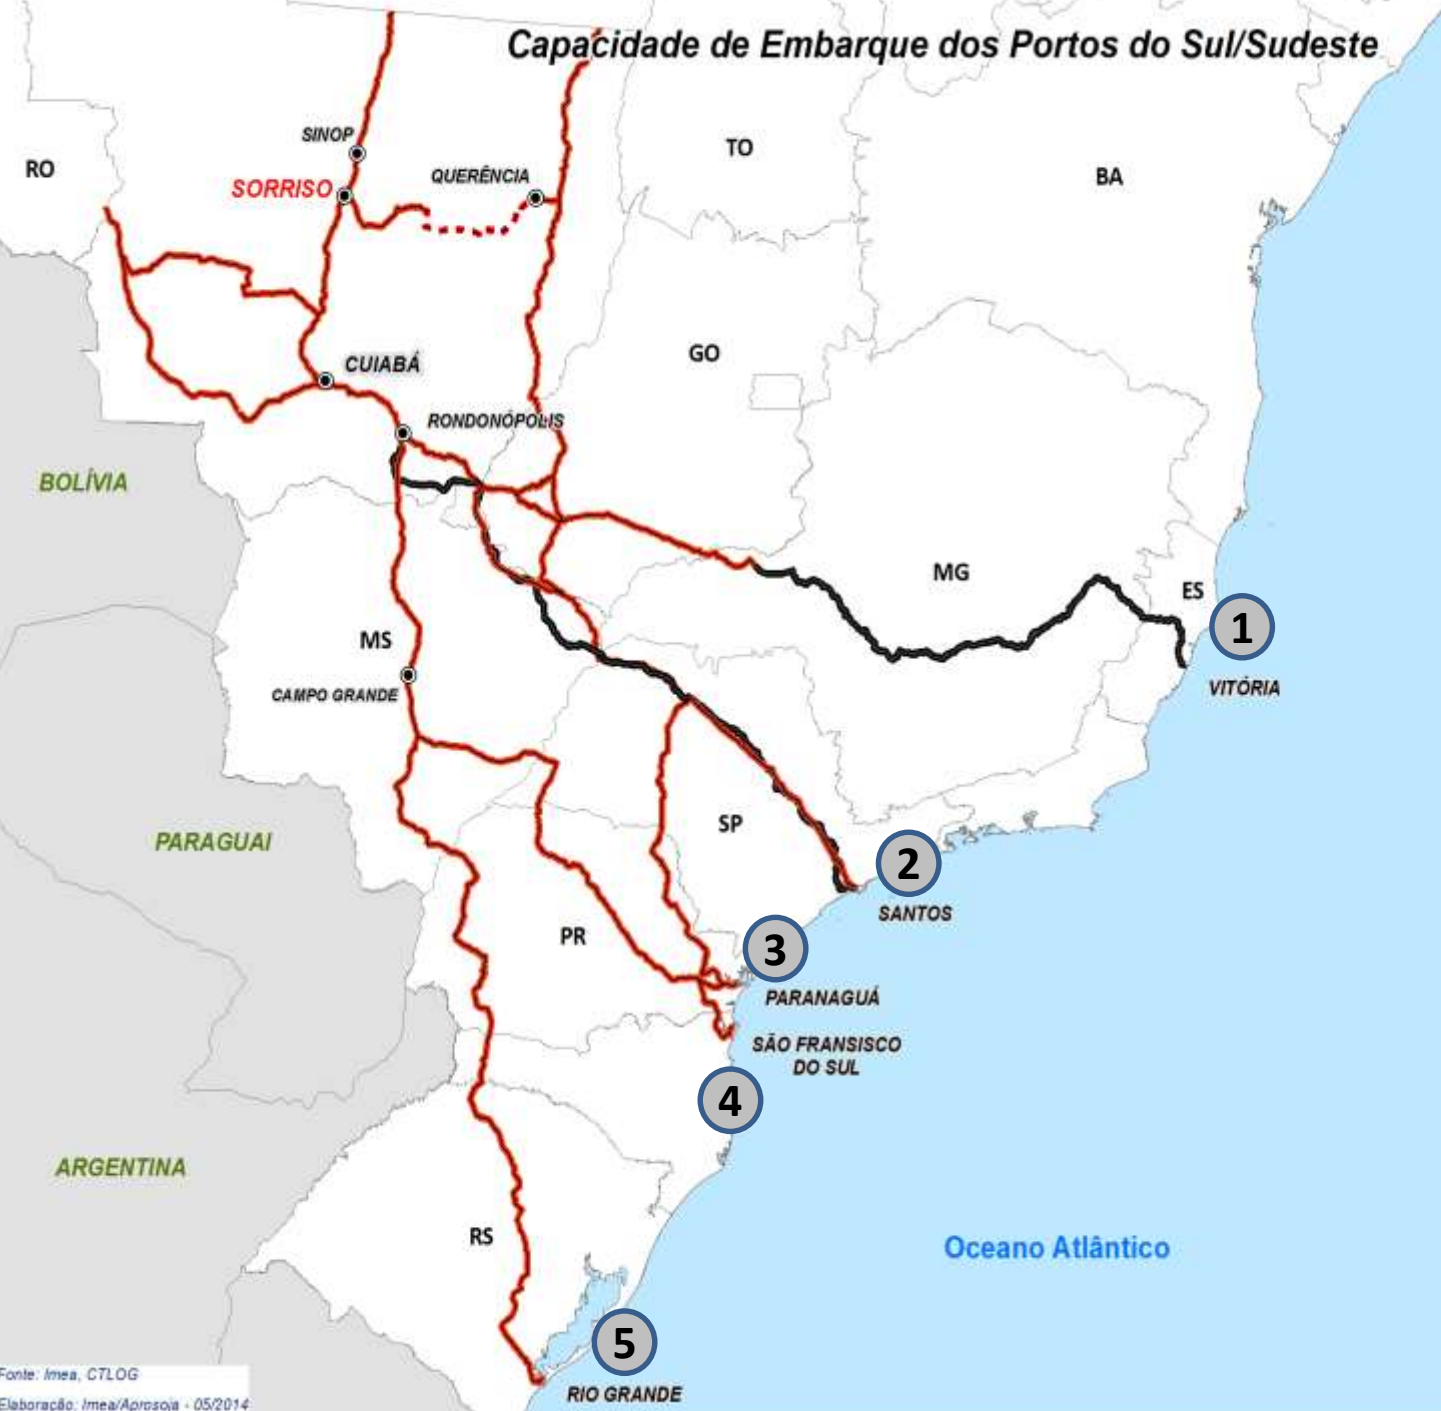 Capacidade de Embarque dos Portos do Sul/Sudeste
SINOP
TO
RO
QUERÊNCIA
BA
SORRISO
GO
CUIABÁ
RONDONÓPOLIS
BOLÍVIA
MG
ES
1
MS
VITÓRIA
CAMPO GRANDE
SP
PARAGUAI
2
SANTOS
PR
3
PARANAGUÁ
SÃO FRANSISCO
DO SUL
4
ARGENTINA
RS
Oceano Atlântico
5
RIO GRANDE
Fonte: Imea, CTLOG
Elaboração: Imea/Aprosoja - 05/2014